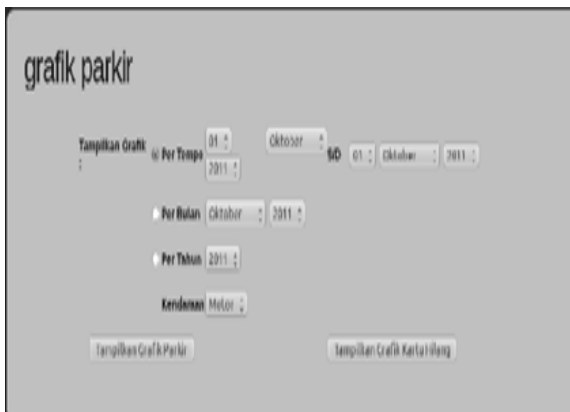 grafik parkir
Tampilkan Grafik : Per Tempo 01 Oktober 2011 S/D 01 Oktober 2011
Per Bulan Oktober 2011
Per Tahun 2011
Kendaraan Motor
Tampilkan Grafik Parkir Tampilkan Grafik Kartu Hilang